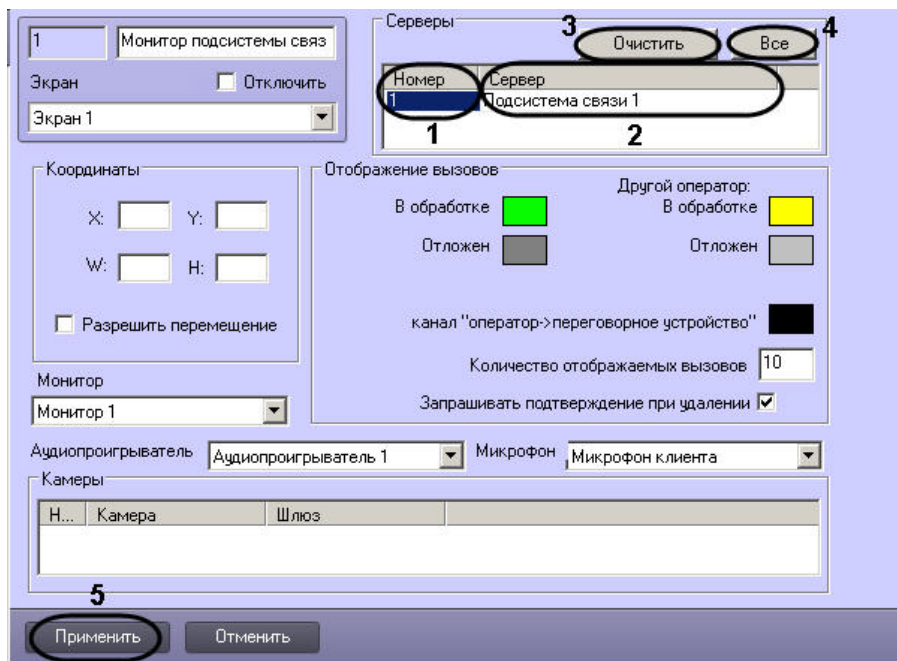 Серверы
3
4
1
Монитор подсистемы связ
Очистить
Все
Экран
Отключить
Номер
Сервер
1
Подсистема связи 1
Экран 1
1
2
Координаты
Отображение вызовов
Другой оператор:
X:
Y:
В обработке
В обработке
W:
H:
Отложен
Отложен
Разрешить перемещение
канал "оператор->переговорное устройство"
Количество отображаемых вызовов
10
Монитор
Монитор 1
Запрашивать подтверждение при удалении
Аудиопроигрыватель
Аудиопроигрыватель 1
Микрофон
Микрофон клиента
Камеры
Н...
Камера
Шлюз
5
Применить
Отменить